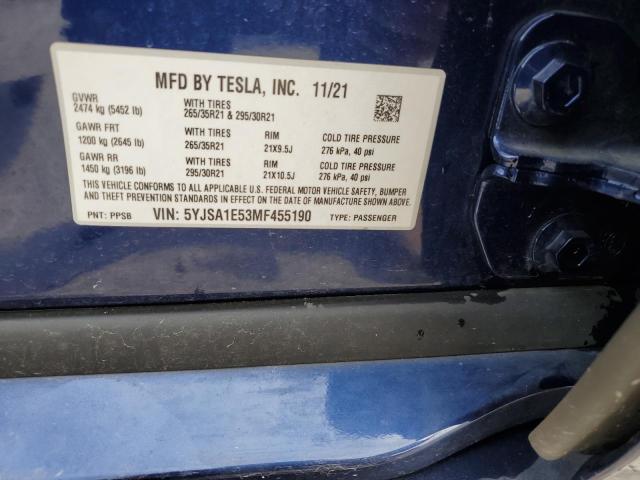 MFD BY TESLA, INC. 11/21
GVWR
2474 kg (5452 lb)
WITH TIRES
265/35R21 & 295/30R21
GAWR FRT
1200 kg (2645 lb)
WITH TIRES
265/35R21
RIM
21X9.5J
COLD TIRE PRESSURE
276 kPa, 40 psi
GAWR RR
1450 kg (3196 lb)
WITH TIRES
295/30R21
RIM
21X10.5J
COLD TIRE PRESSURE
276 kPa, 40 psi
THIS VEHICLE CONFORMS TO ALL APPLICABLE U.S. FEDERAL MOTOR VEHICLE SAFETY, BUMPER
AND THEFT PREVENTION STANDARDS IN EFFECT ON THE DATE OF MANUFACTURE SHOWN ABOVE.
PNT: PPSB VIN: 5YJSA1E53MF455190 TYPE: PASSENGER